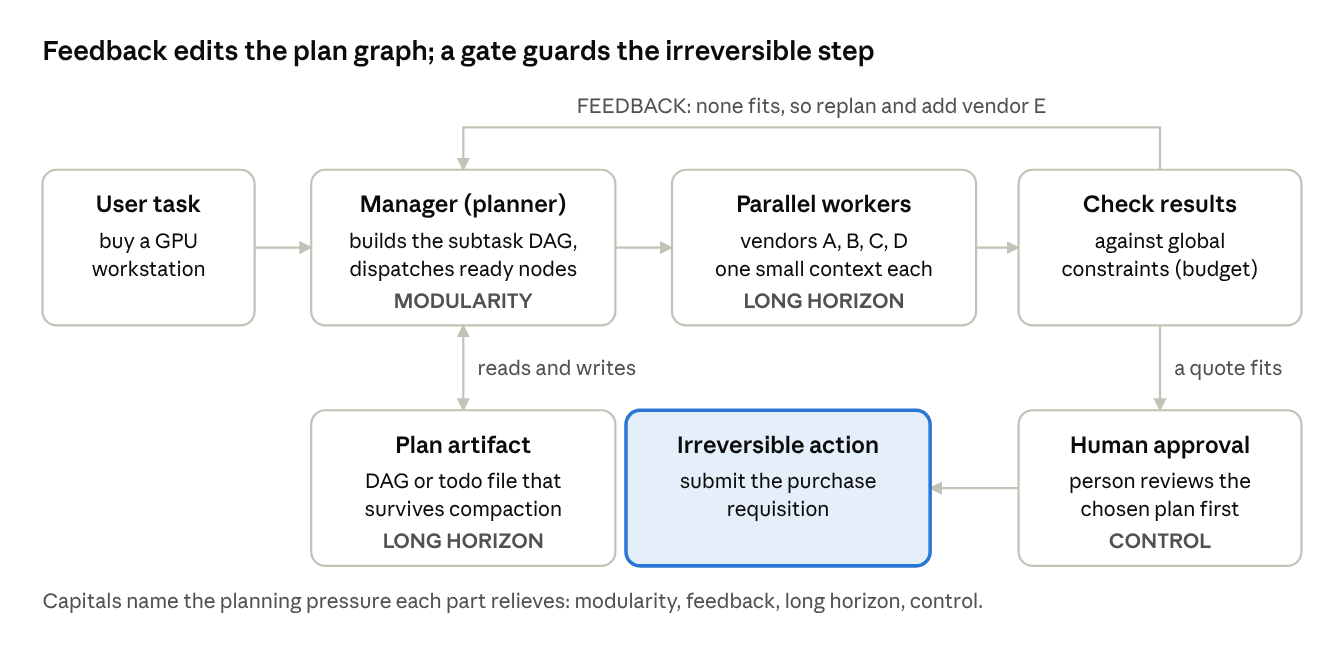 Feedback edits the plan graph; a gate guards the irreversible step
FEEDBACK: none fits, so replan and add vendor E
User task
buy a GPU
workstation
Manager (planner)
builds the subtask DAG,
dispatches ready nodes
MODULARITY
Parallel workers
vendors A, B, C, D
one small context each
LONG HORIZON
Check results
against global
constraints (budget)
reads and writes
a quote fits
Plan artifact
DAG or todo file that
survives compaction
LONG HORIZON
Irreversible action
submit the purchase
requisition
Human approval
person reviews the
chosen plan first
CONTROL
Capitals name the planning pressure each part relieves: modularity, feedback, long horizon, control.